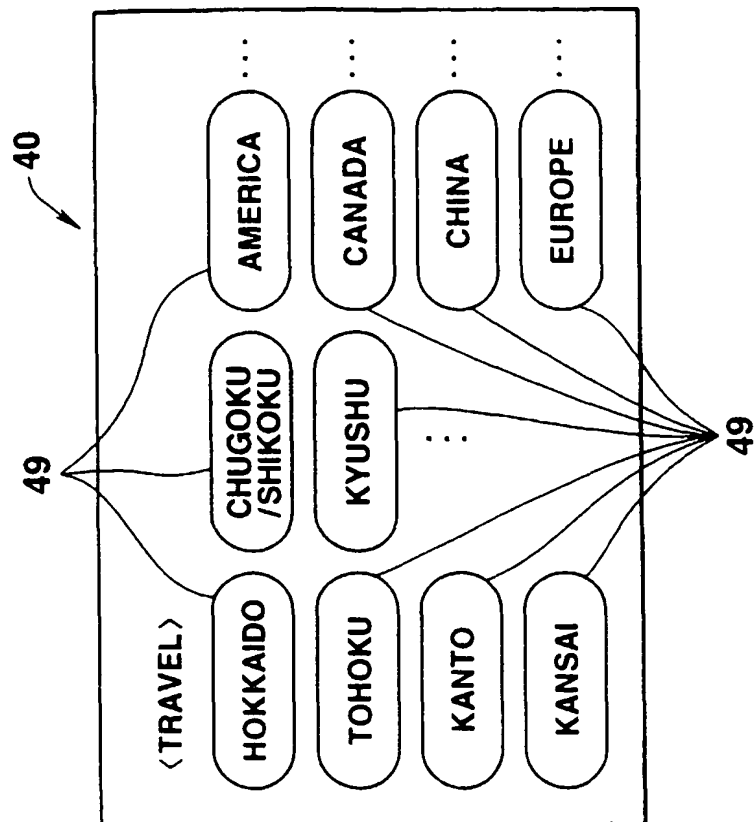 40
49
<TRAVEL>
HOKKAIDO
CHUGOKU
/SHIKOKU
AMERICA
...
TOHOKU
KYUSHU
CANADA
...
KANTO
...
CHINA
...
KANSAI
EUROPE
...
49